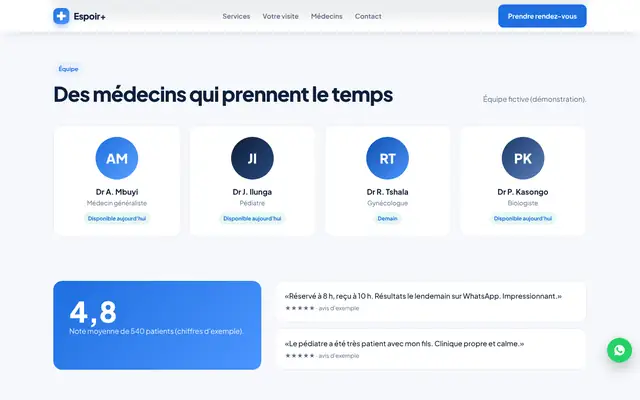 Espoir+
Services
Votre visite
Médecins
Contact
Prendre rendez-vous
Équipe
Des médecins qui prennent le temps
Équipe fictive (démonstration).
AM
Dr A. Mbuyi
Médecin généraliste
Disponible aujourd'hui
JI
Dr J. Ilunga
Pédiatre
Disponible aujourd'hui
RT
Dr R. Tshala
Gynécologue
Demain
PK
Dr P. Kasongo
Biologiste
Disponible aujourd'hui
4,8
Note moyenne de 540 patients (chiffres d'exemple).
«Réservé à 8 h, reçu à 10 h. Résultats le lendemain sur WhatsApp. Impressionnant.»
★★★★★ · avis d'exemple
«Le pédiatre a été très patient avec mon fils. Clinique propre et calme.»
★★★★★ · avis d'exemple